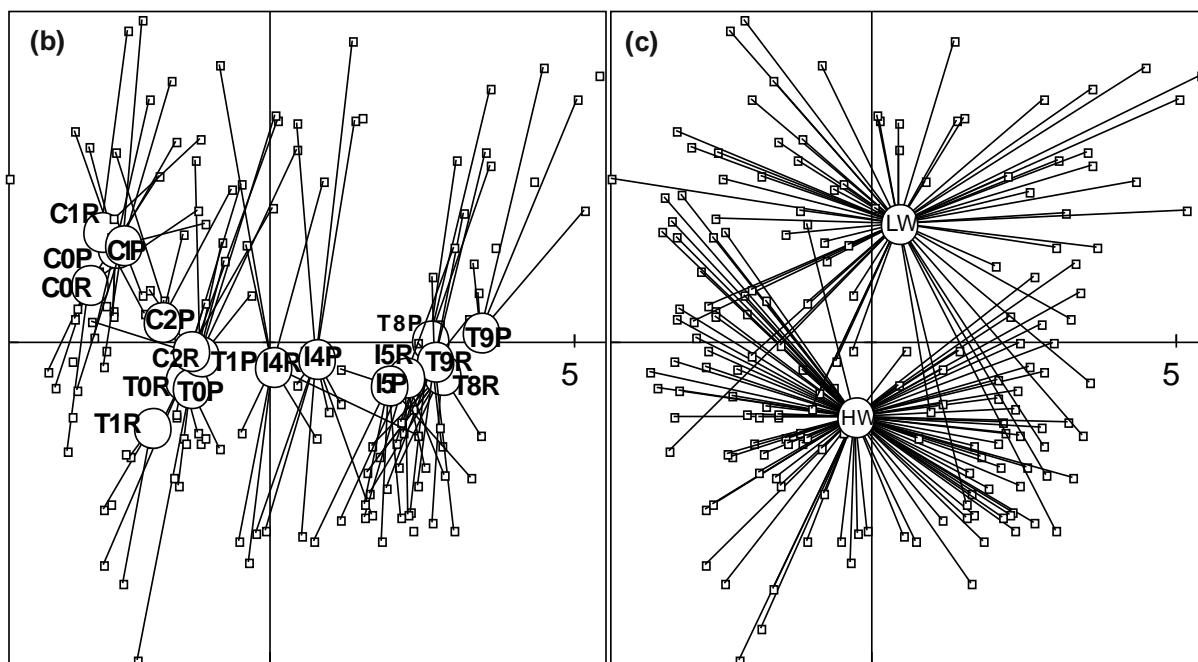 (b)
(c)
C1R
C1P
LW
C0P
C0R
C2P
T8P
T9P
C2R
T1P
I4R
I4P
I5R
T9R
5
5
T0R
T0P
I5P
T8R
T1R
HW